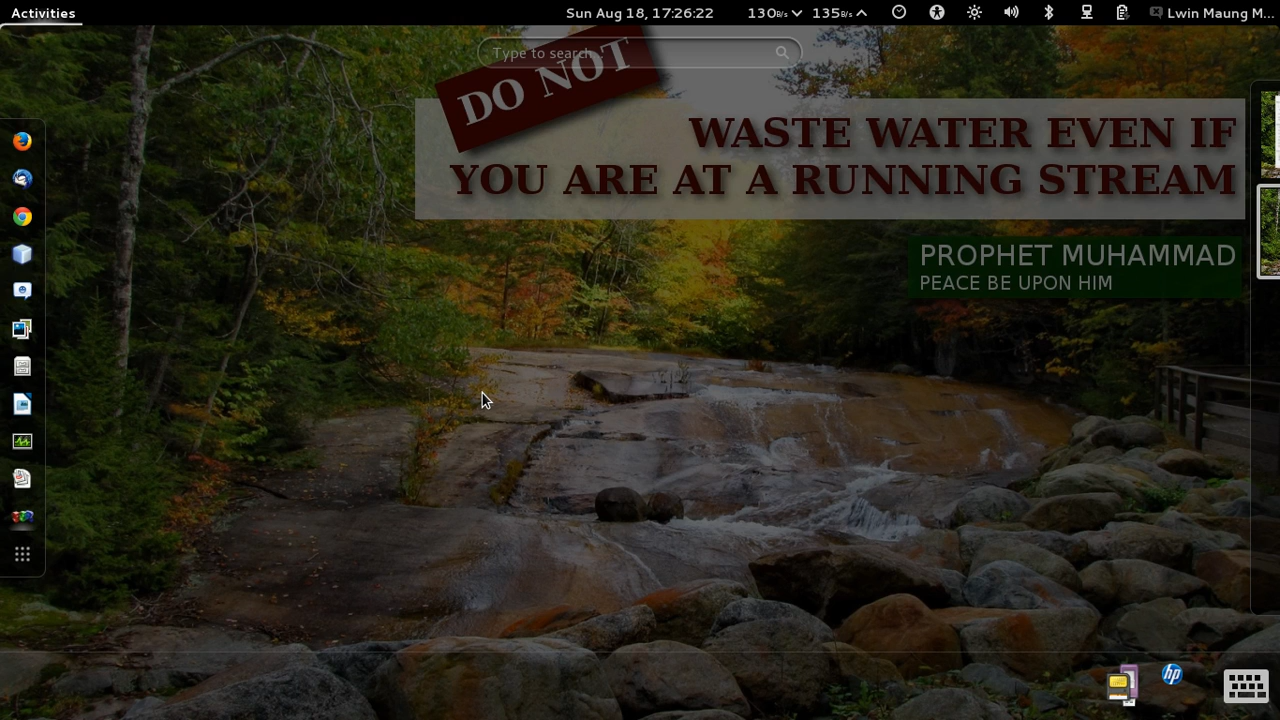 Activities
Sun Aug 18, 17:26:22
130B/s
135B/s
Lwin Maung M...
Type to search...
DO NOT
WASTE WATER EVEN IF
YOU ARE AT A RUNNING STREAM
PROPHET MUHAMMAD
PEACE BE UPON HIM
hp